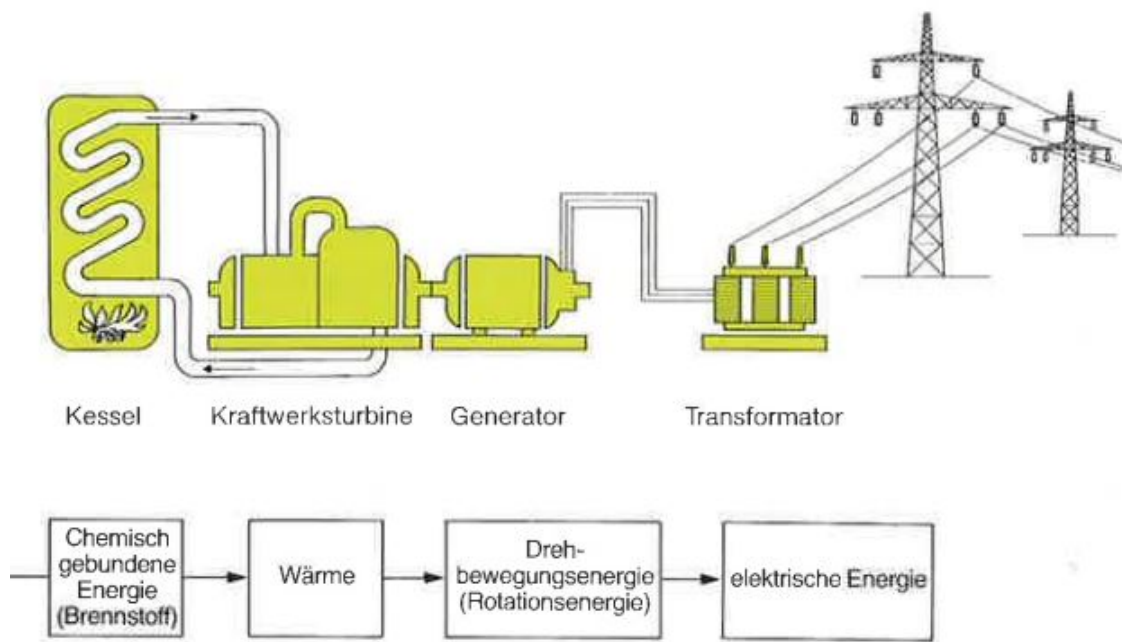 Kessel Kraftwerksturbine Generator Transformator
Chemisch
gebundene
Energie
(Brennstoff)
Wärme
Dreh-
bewegungsenergie
(Rotationsenergie)
elektrische Energie